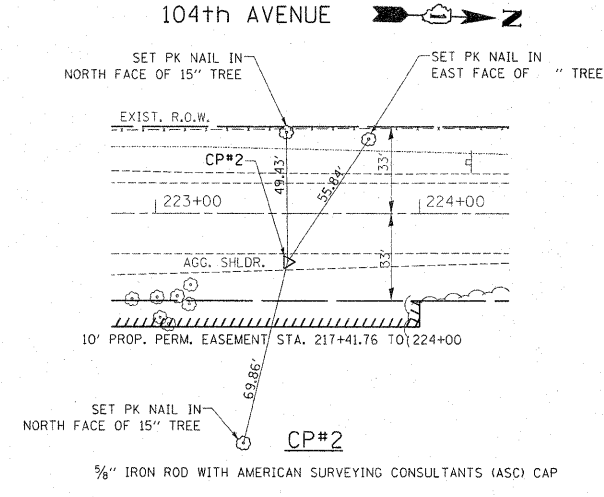 104th AVENUE
N
SET PK NAIL IN
NORTH FACE OF 15" TREE
SET PK NAIL IN
EAST FACE OF " TREE
EXIST. R.O.W.
CP#2
49.43'
55.84'
33'
223+00
224+00
AGG. SHLDR.
33'
10' PROP. PERM. EASEMENT STA. 217+41.76 TO 224+00
69.86'
SET PK NAIL IN
NORTH FACE OF 15" TREE
CP#2
5/8" IRON ROD WITH AMERICAN SURVEYING CONSULTANTS (ASC) CAP